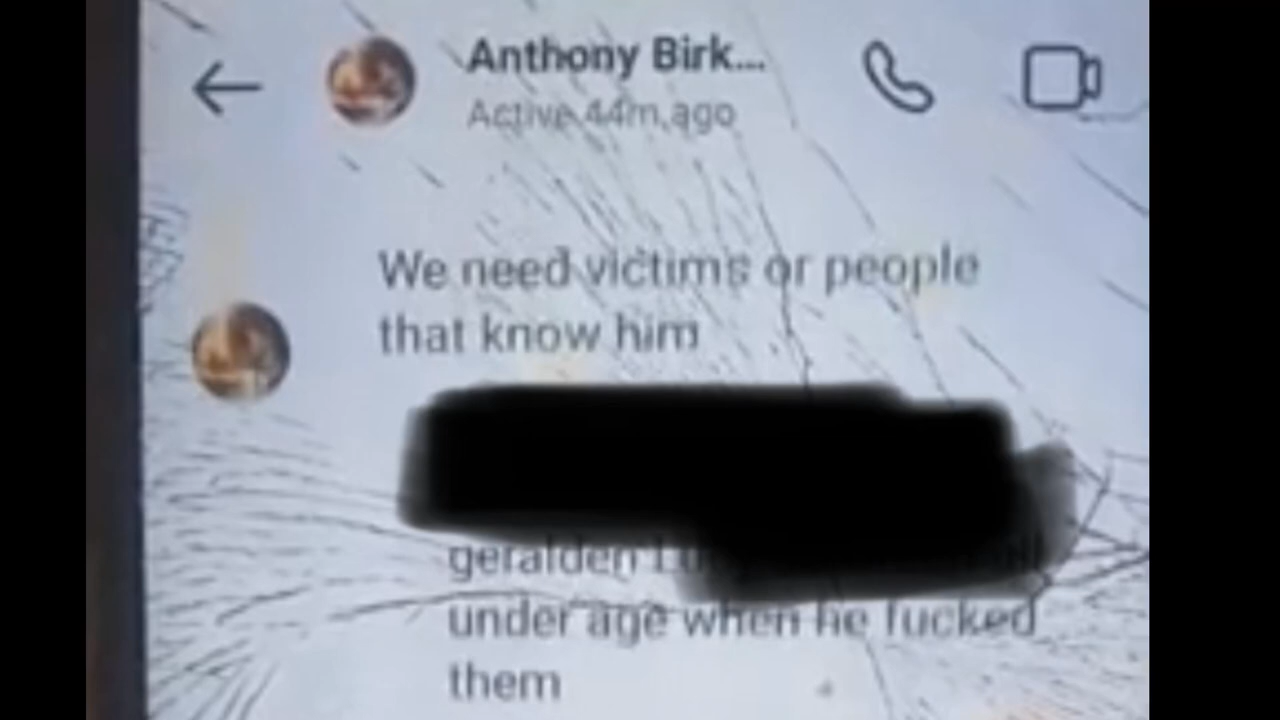 Anthony Birk...
Active 44m ago
We need victims or people
that know him
geralden
under age when he fucked
them